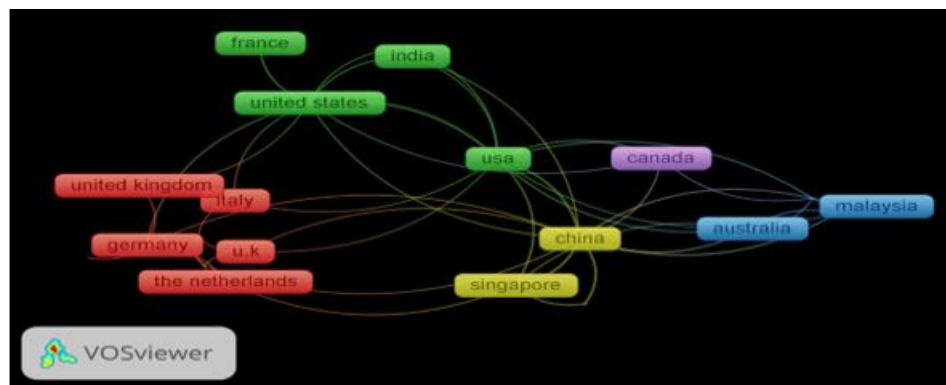 france
india
united states
usa
canada
united kingdom
italy
malaysia
australia
germany
u.k
china
the netherlands
singapore
VOSviewer